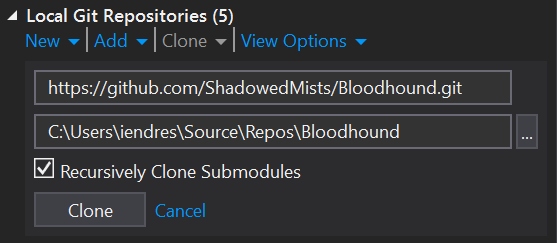 Local Git Repositories (5)
New Add Clone View Options
https://github.com/ShadowedMists/Bloodhound.git
C:\Users\iendres\Source\Repos\Bloodhound
...
Recursively Clone Submodules
Clone Cancel